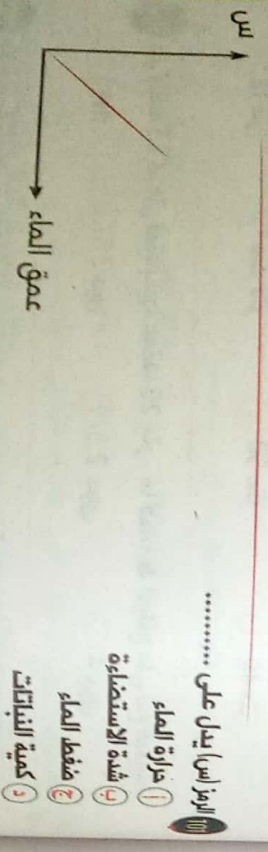 101 الرمز (س) يدل على ..........
أ حرارة الماء
ب شدة الاستضاءة
ج ضغط الماء
د كمية النباتات
س
عمق الماء